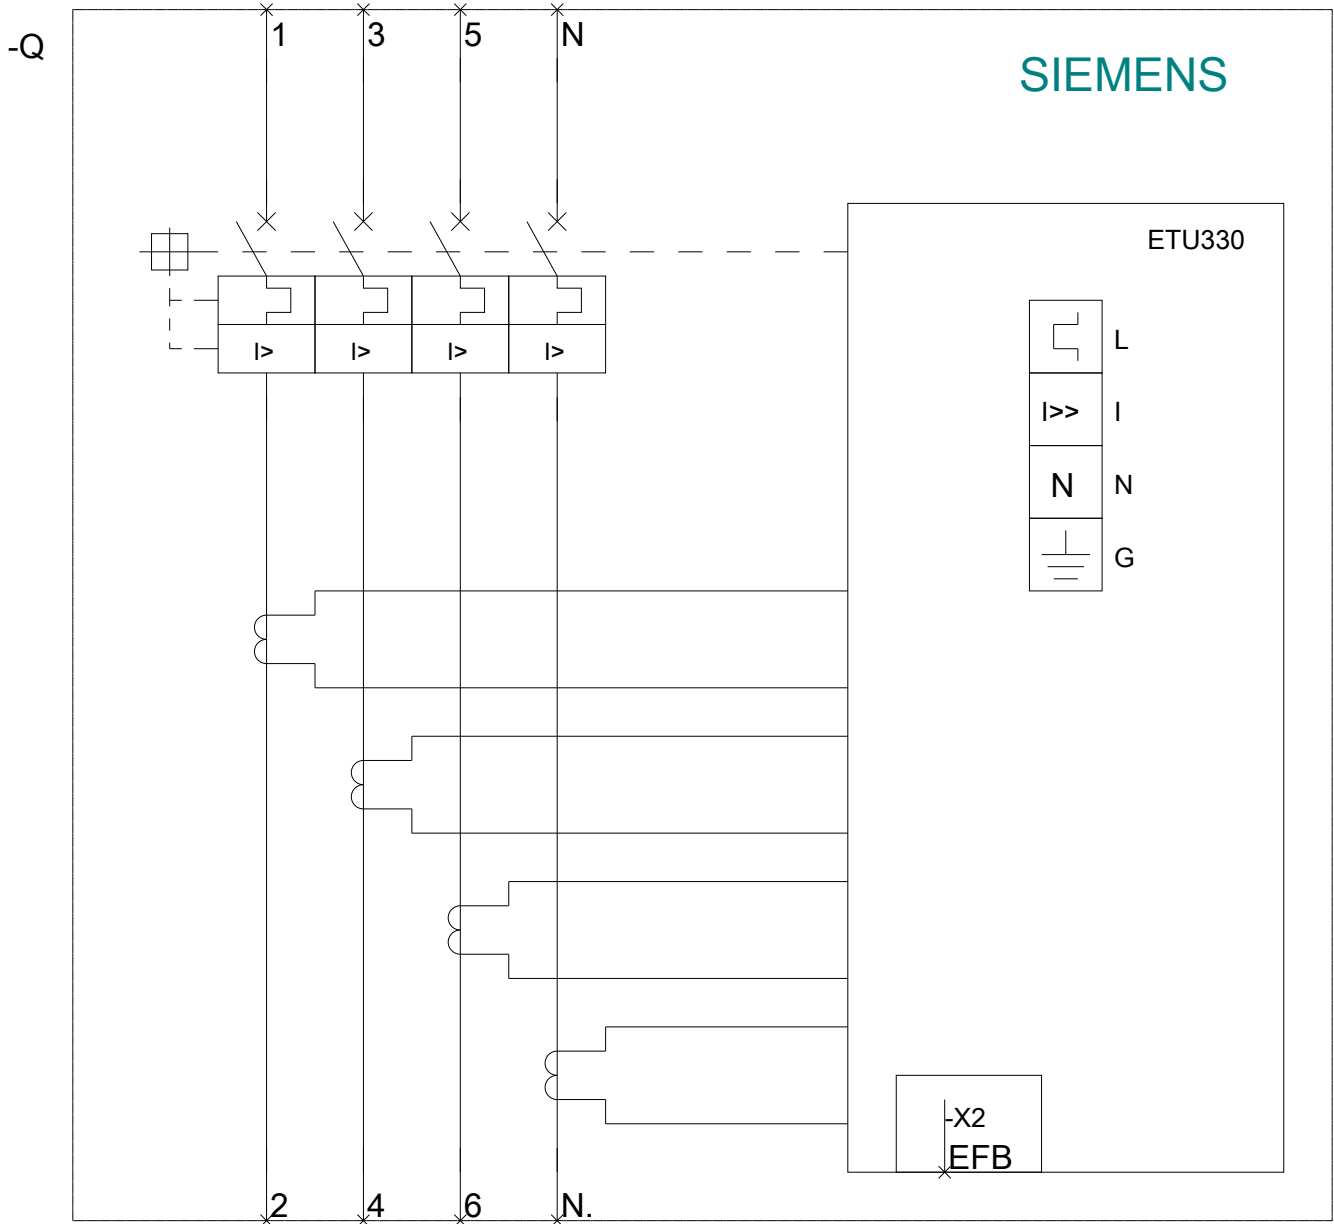 1 3 5 N
-Q
SIEMENS
ETU330
L
I> I> I> I>
I>> I
N N
G
-X2
EFB
2 4 6 N.